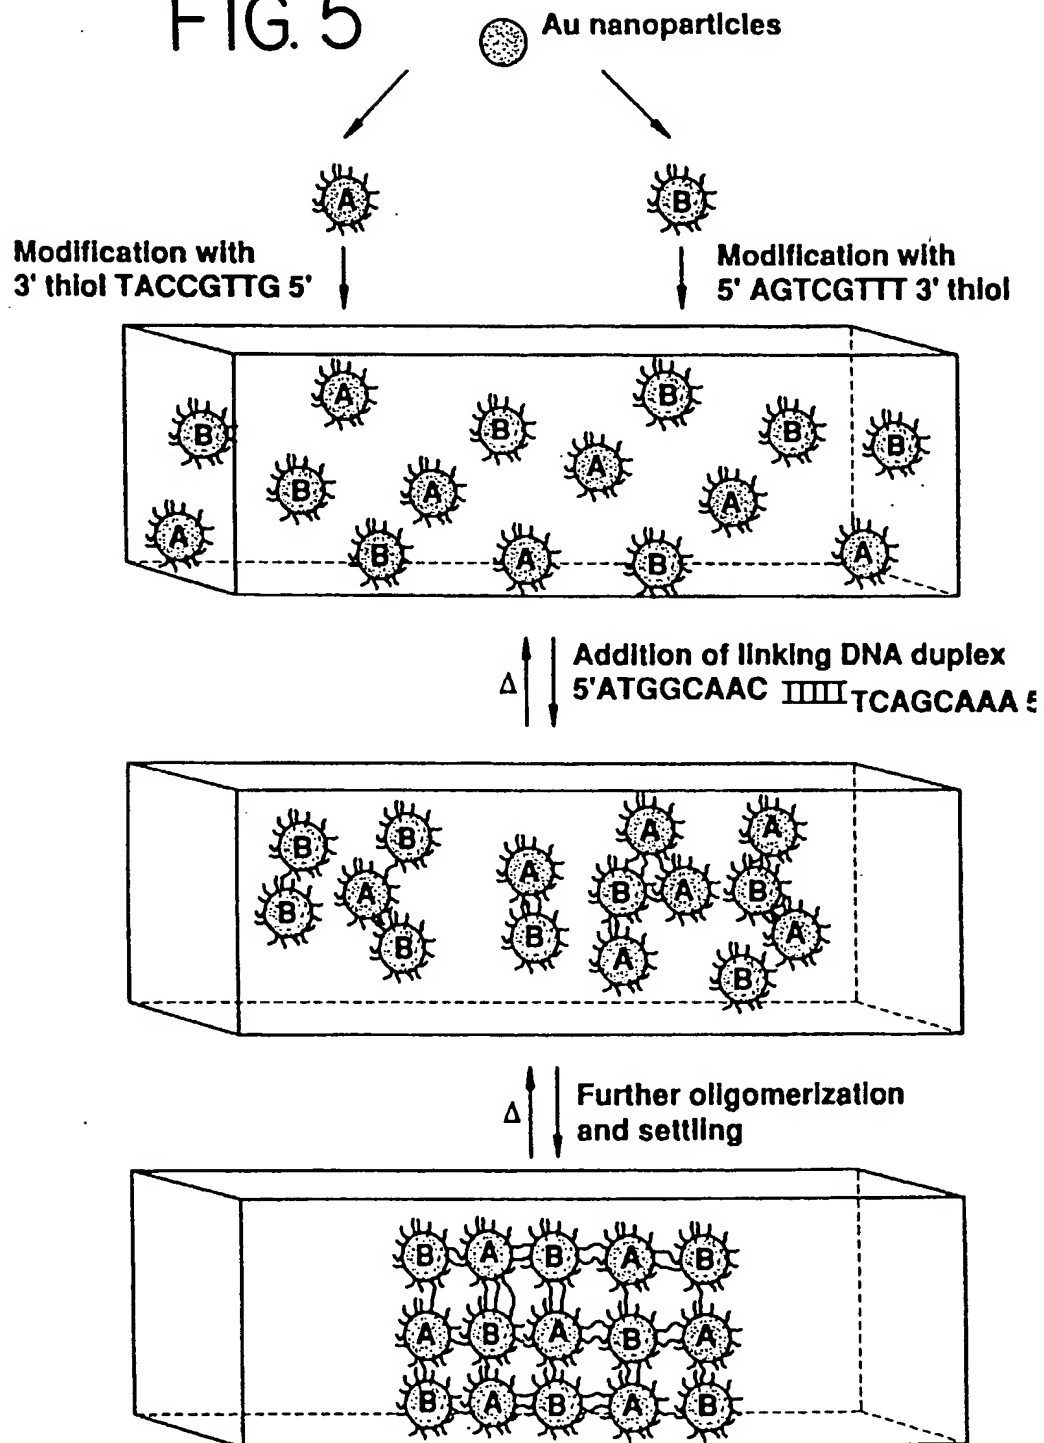 FIG. 5
Au nanoparticles
A
B
Modification with
3' thiol TACCGTTG 5'
Modification with
5' AGTCGTTT 3' thiol
A
B
B
B
B
B
A
B
A
A
A
B
A
B
A
Δ
Addition of linking DNA duplex
5'ATGGCAAC
TCAGCAAA 5
B
B
A
A
A
B
A
B
A
B
B
B
A
A
B
Δ
Further oligomerization
and settling
B A B A B
A B A B A
B A B A B